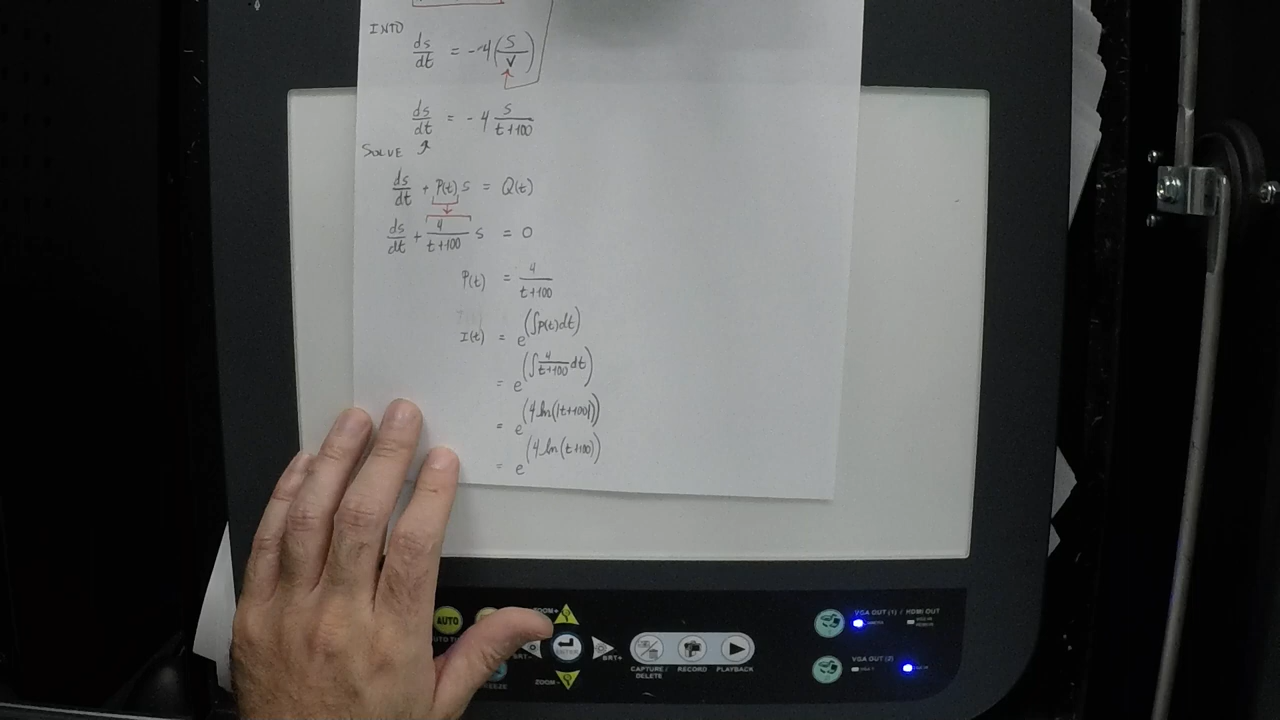 INTO
ds/dt = -4(S/V)
ds/dt = -4 S/(t+100)
SOLVE
ds/dt + P(t) S = Q(t)
ds/dt + 4/(t+100) S = 0
P(t) = 4/(t+100)
I(t) = e^(∫p(t)dt)
= e^(∫4/(t+100) dt)
= e^(4 ln(|t+100|))
= e^(4 ln(t+100))
AUTO
ZOOM+
ENTER
BRT+
ZOOM-
CAPTURE / DELETE
RECORD
PLAYBACK
VGA OUT (1) / HDMI OUT
VGA OUT (2)